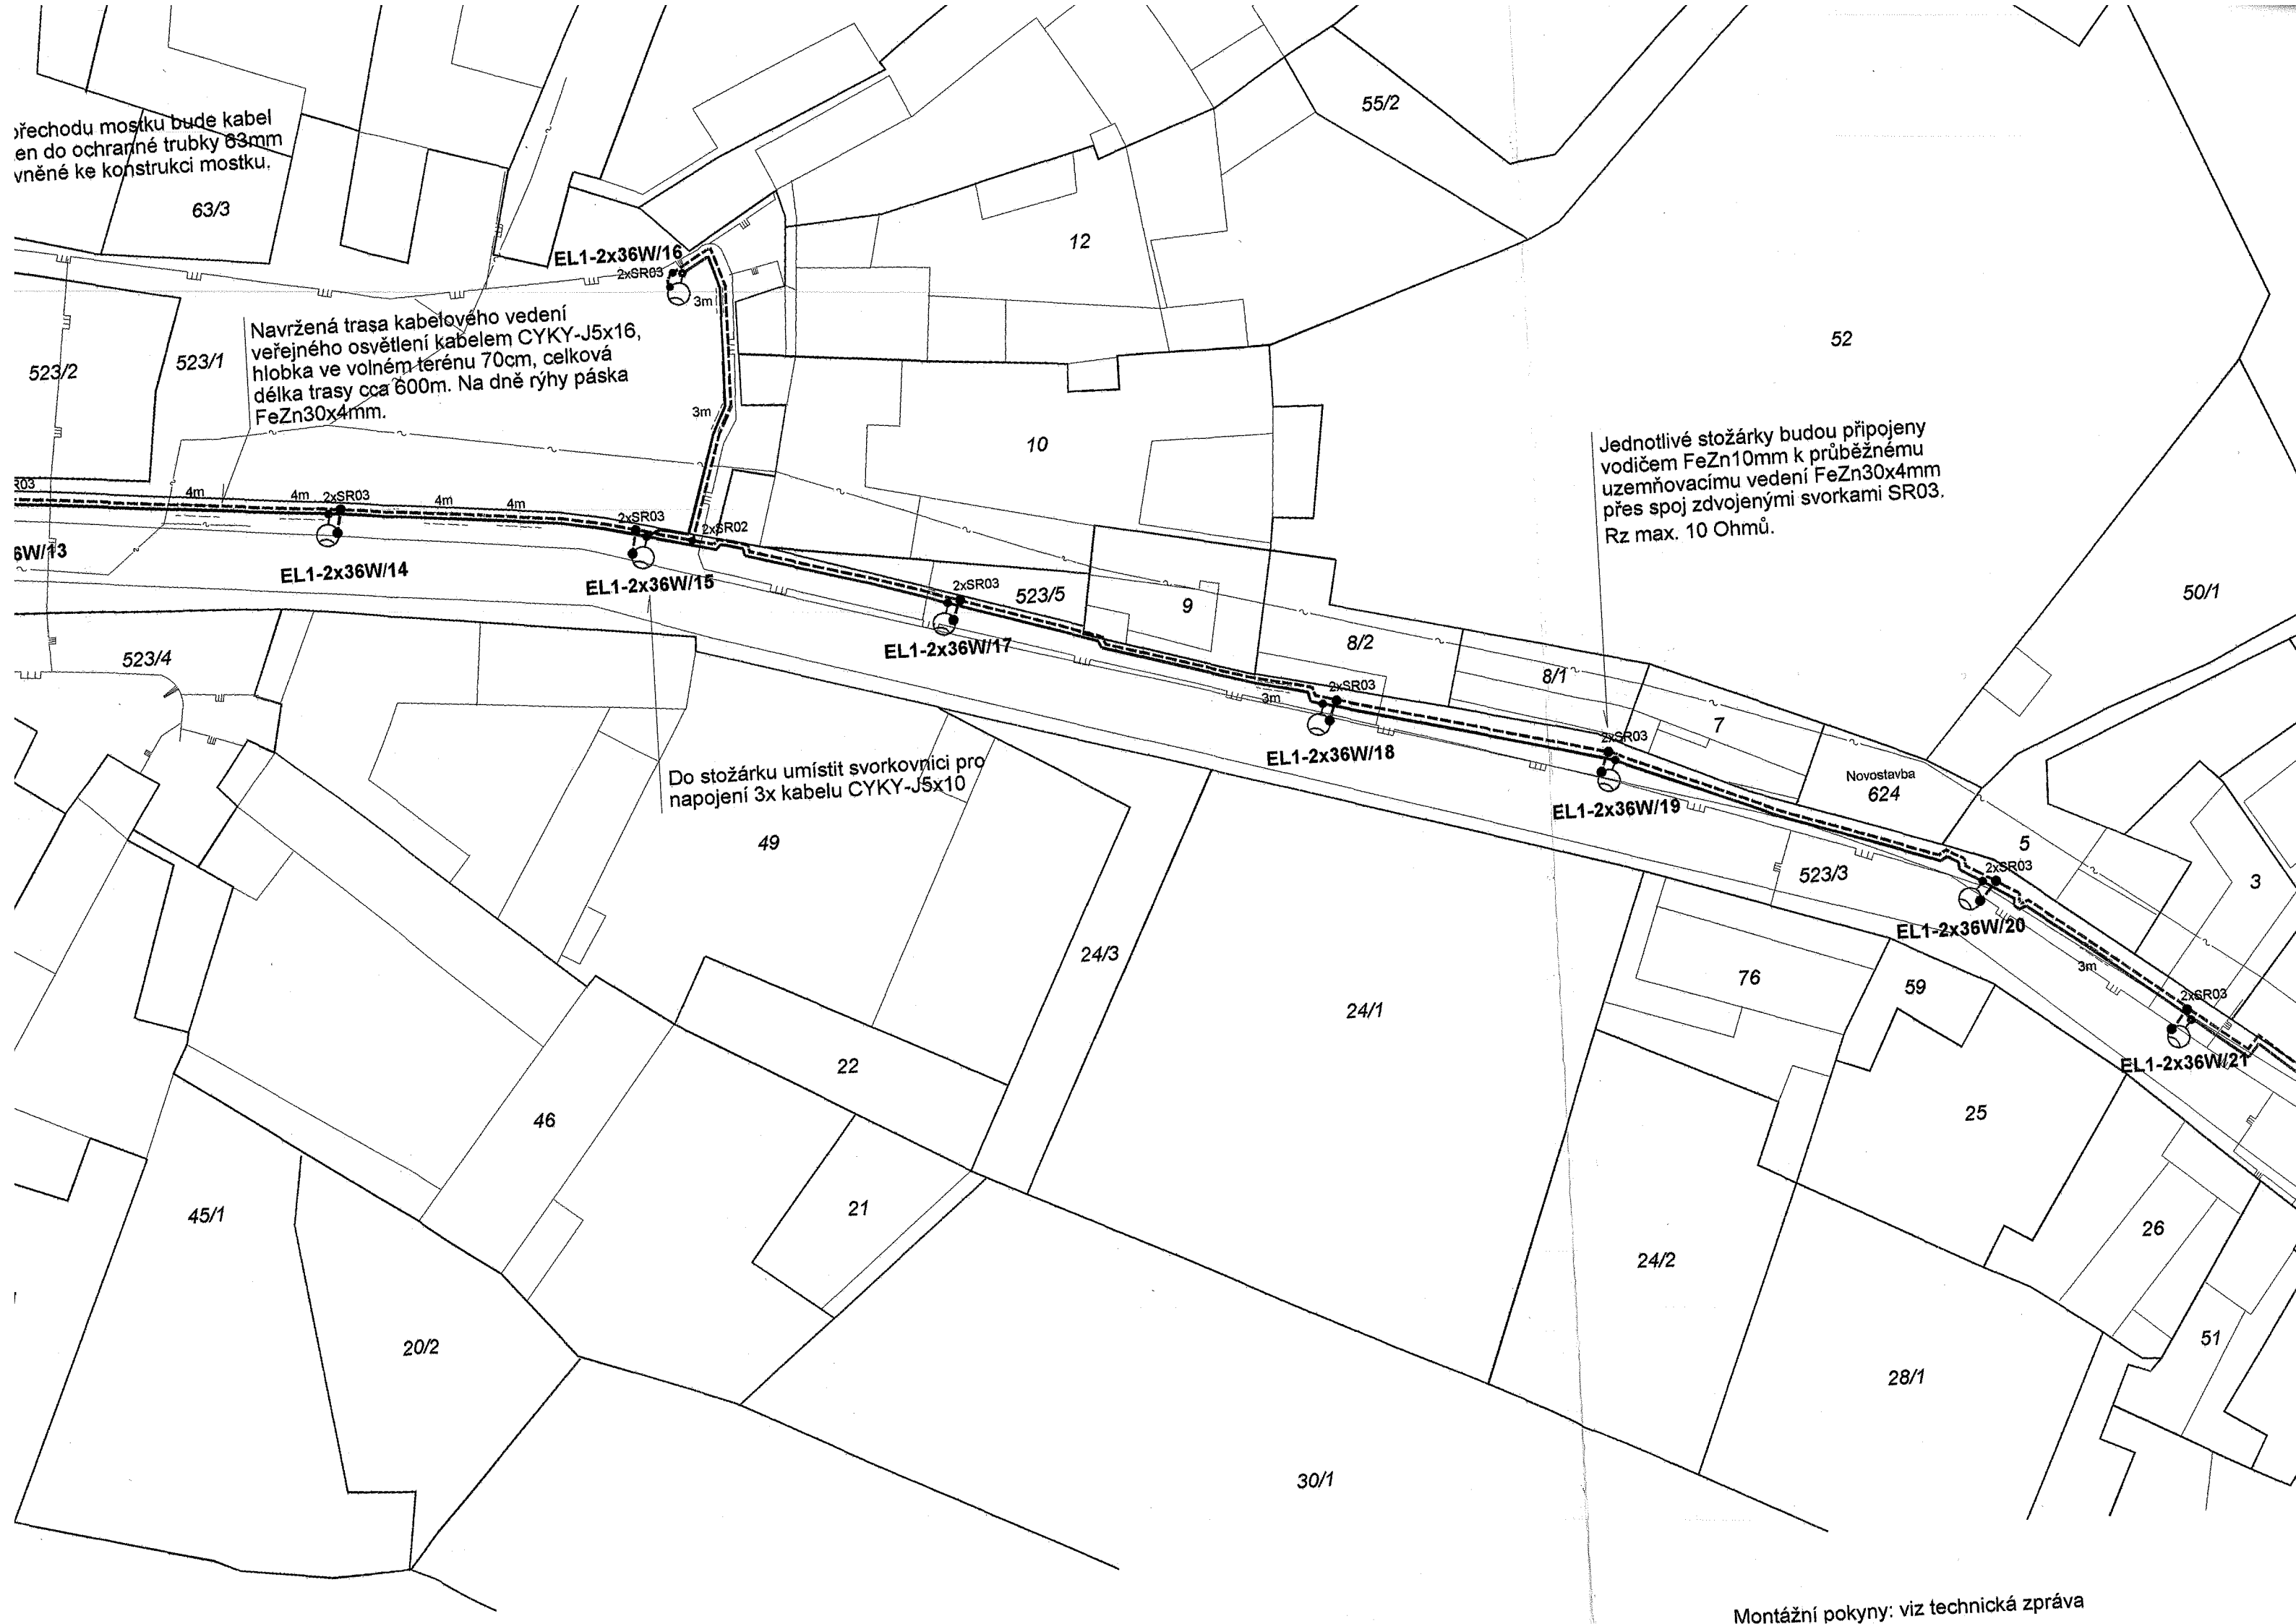 55/2
bude kabel
do ochranné trubky 63mm
ke konstrukci mostku.
63/3
12
EL1-2x36W/16
2xSR03
3m
Navržená trasa kabelového vedení
veřejného osvětlení kabelem CYKY-J5x16,
hlobka ve volném terénu 70cm, celková
délka trasy cca 600m. Na dně rýhy páska
FeZn30x4mm.
523/1
523/2
52
3m
10
Jednotlivé stožárky budou připojeny
vodičem FeZn10mm k průběžnému
uzemňovacímu vedení FeZn30x4mm
přes spoj zdvojenými svorkami SR03.
Rz max. 10 Ohmů.
4m
4m
2xSR03
4m
4m
2xSR03
2xSR02
6W/13
EL1-2x36W/14
EL1-2x36W/15
2xSR03
523/5
9
50/1
8/2
EL1-2x36W/17
523/4
8/1
3m
2xSR03
7
EL1-2x36W/18
2xSR03
Do stožárku umístit svorkovnici pro
napojení 3x kabelu CYKY-J5x10
Novostavba
624
EL1-2x36W/19
49
5
523/3
2xSR03
3
EL1-2x36W/20
24/3
3m
76
59
2xSR03
24/1
EL1-2x36W/21
22
46
25
45/1
21
26
24/2
20/2
51
28/1
30/1
Montážní pokyny: viz technická zpráva